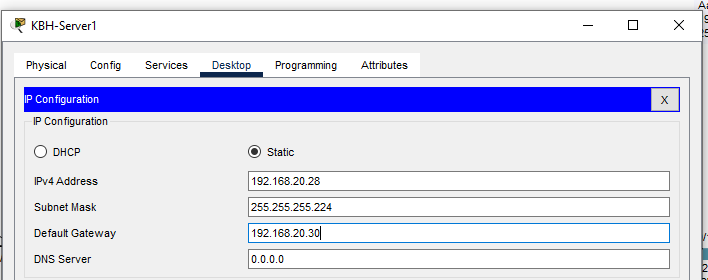 KBH-Server1
Physical Config Services Desktop Programming Attributes
IP Configuration X
IP Configuration
DHCP Static
IPv4 Address 192.168.20.28
Subnet Mask 255.255.255.224
Default Gateway 192.168.20.30
DNS Server 0.0.0.0